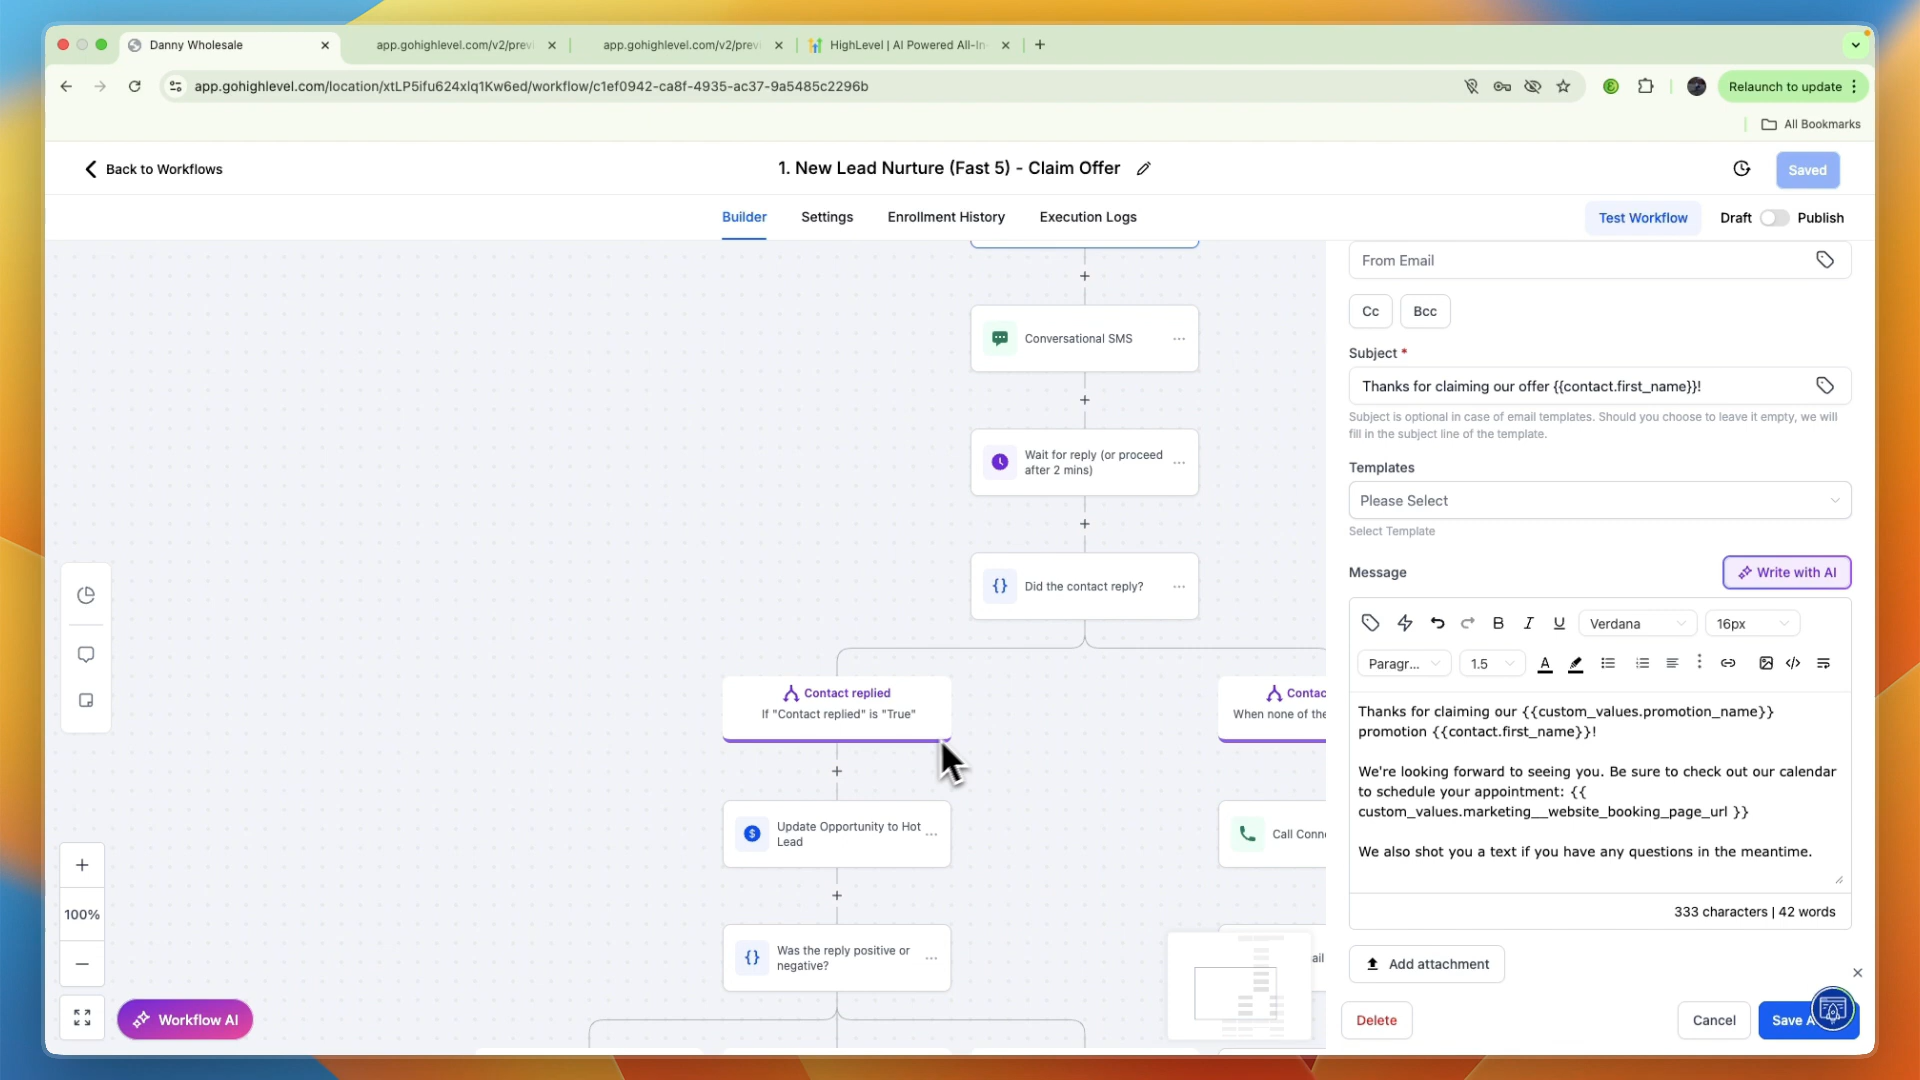 Danny Wholesale
app.gohighlevel.com/v2/previ
app.gohighlevel.com/v2/previ
HighLevel | AI Powered All-In-
app.gohighlevel.com/location/xtLP5ifu624xlq1Kw6ed/workflow/c1ef0942-ca8f-4935-ac37-9a5485c2296b
Relaunch to update
All Bookmarks
Back to Workflows
1. New Lead Nurture (Fast 5) - Claim Offer
Saved
Builder
Settings
Enrollment History
Execution Logs
Test Workflow
Draft
Publish
Conversational SMS
Wait for reply (or proceed
after 2 mins)
Did the contact reply?
Contact replied
If "Contact replied" is "True"
Contac
When none of the
Update Opportunity to Hot
Lead
Call Conne
Was the reply positive or
negative?
ail
100%
Workflow AI
From Email
Cc
Bcc
Subject *
Thanks for claiming our offer {{contact.first_name}}!
Subject is optional in case of email templates. Should you choose to leave it empty, we will
fill in the subject line of the template.
Templates
Please Select
Select Template
Message
Write with AI
B I U Verdana 16px
Paragr... 1.5 A
Thanks for claiming our {{custom_values.promotion_name}}
promotion {{contact.first_name}}!
We're looking forward to seeing you. Be sure to check out our calendar
to schedule your appointment: {{
custom_values.marketing__website_booking_page_url }}
We also shot you a text if you have any questions in the meantime.
333 characters | 42 words
Add attachment
Delete
Cancel
Save A